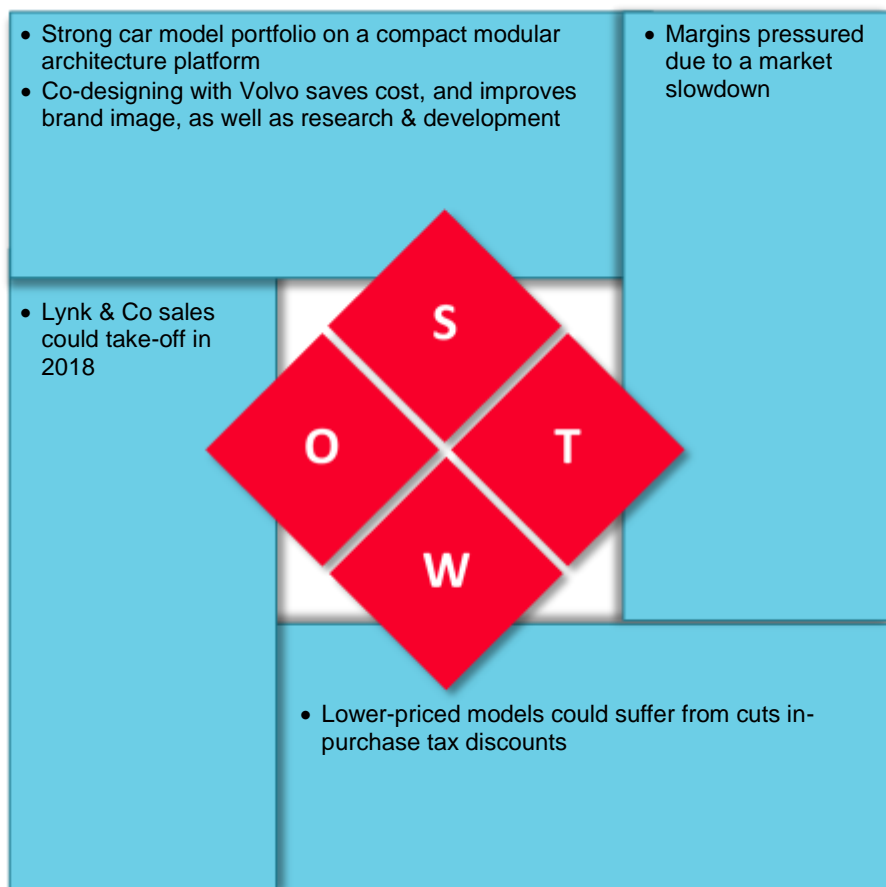 • Strong car model portfolio on a compact modular
architecture platform
• Co-designing with Volvo saves cost, and improves
brand image, as well as research & development
• Margins pressured
due to a market
slowdown
• Lynk & Co sales
could take-off in
2018
S
O
T
W
• Lower-priced models could suffer from cuts in-
purchase tax discounts